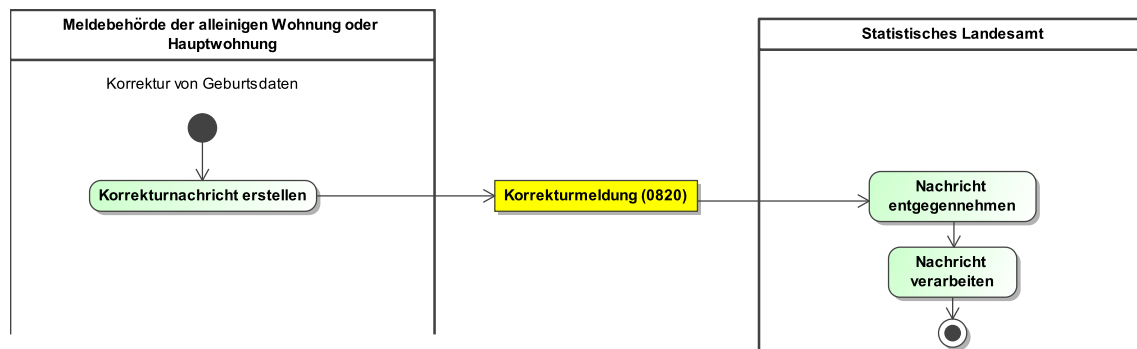 Meldebehörde der alleinigen Wohnung oder
Hauptwohnung
Korrektur von Geburtsdaten
Korrekturnachricht erstellen
Korrekturmeldung (0820)
Statistisches Landesamt
Nachricht
entgegennehmen
Nachricht
verarbeiten